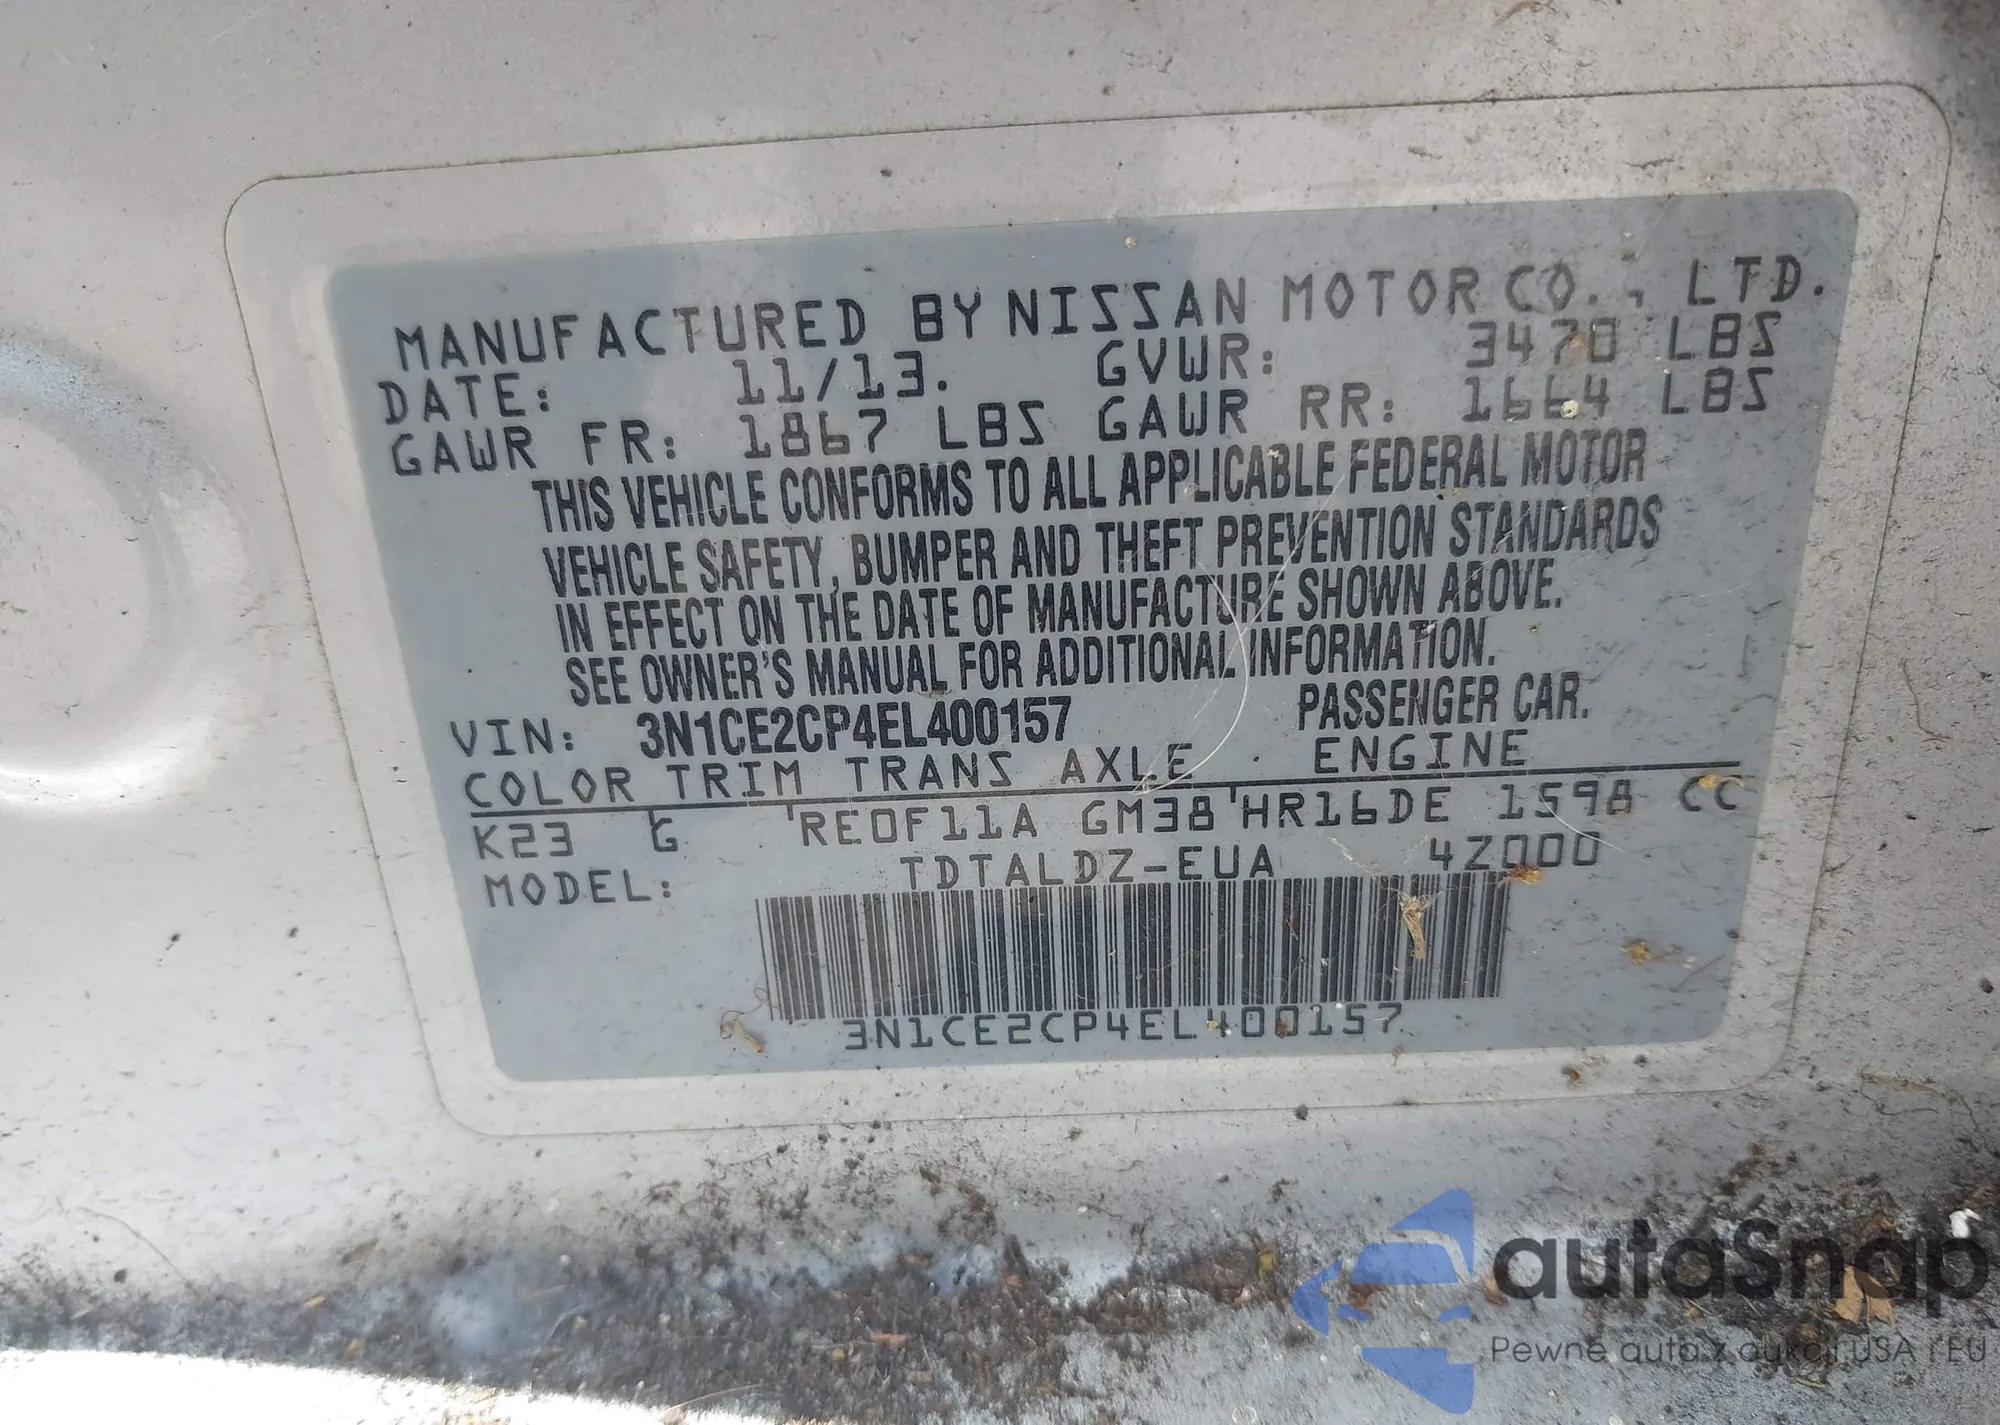 MANUFACTURED BY NISSAN MOTOR CO., LTD.
DATE: 11/13. GVWR: 3470 LBS
GAWR FR: 1867 LBS GAWR RR: 1664 LBS
THIS VEHICLE CONFORMS TO ALL APPLICABLE FEDERAL MOTOR
VEHICLE SAFETY, BUMPER AND THEFT PREVENTION STANDARDS
IN EFFECT ON THE DATE OF MANUFACTURE SHOWN ABOVE.
SEE OWNER'S MANUAL FOR ADDITIONAL INFORMATION.
VIN: 3N1CE2CP4EL400157 PASSENGER CAR.
COLOR TRIM TRANS AXLE ENGINE
K23 G RE0F11A GM38 HR16DE 1598 CC
MODEL: TDTALDZ-EUA 4Z000
3N1CE2CP4EL400157
autaSnap
Pewne auta z aukcji USA i EU